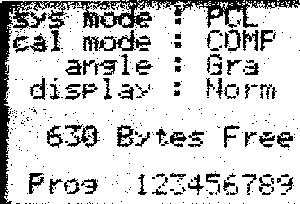 sys mode : PCL
cal mode : COMP
angle : Gra
display : Norm
630 Bytes Free
Prog 123456789